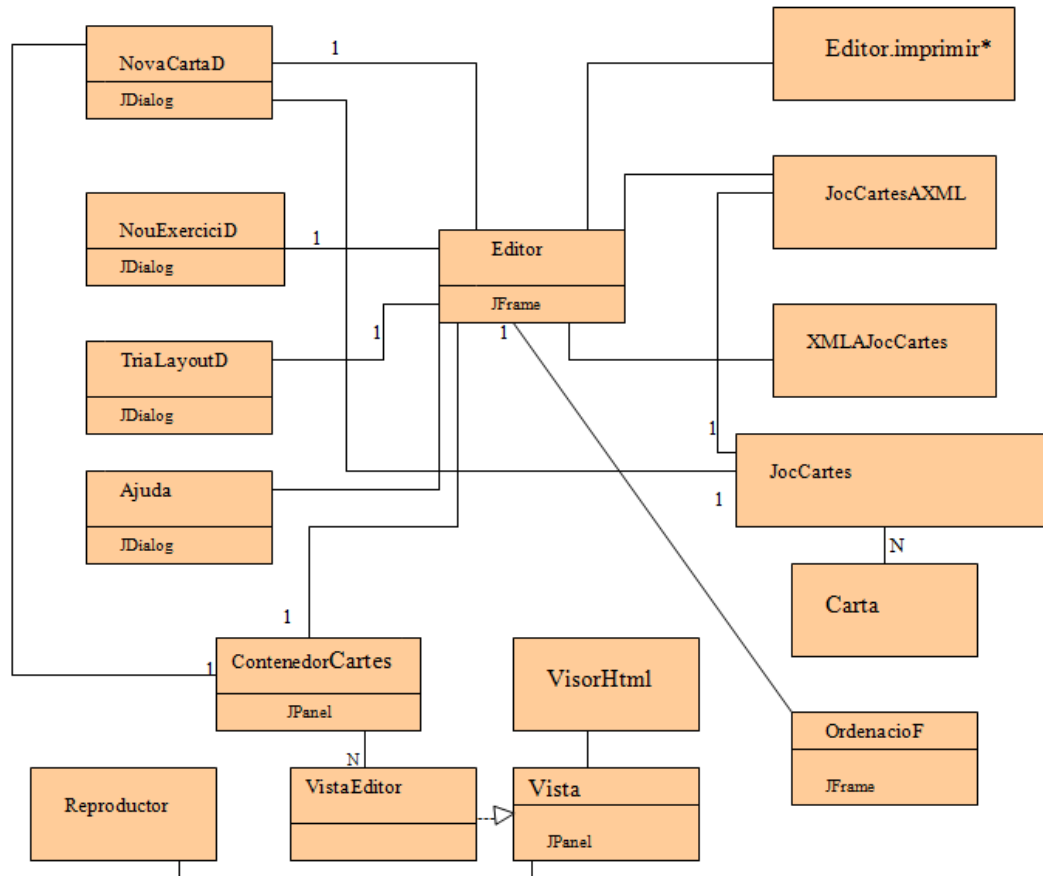 NovaCartaD
JDialog
1
Editor.imprimir*
JocCartesAXML
NouExerciciD
JDialog
1
Editor
JFrame
1
TriaLayoutD
JDialog
1
XMLAJocCartes
1
JocCartes
1
Ajuda
JDialog
N
Carta
1
1
ContenedorCartes
JPanel
VisorHtml
OrdenacioF
JFrame
N
Reproductor
VistaEditor
Vista
JPanel